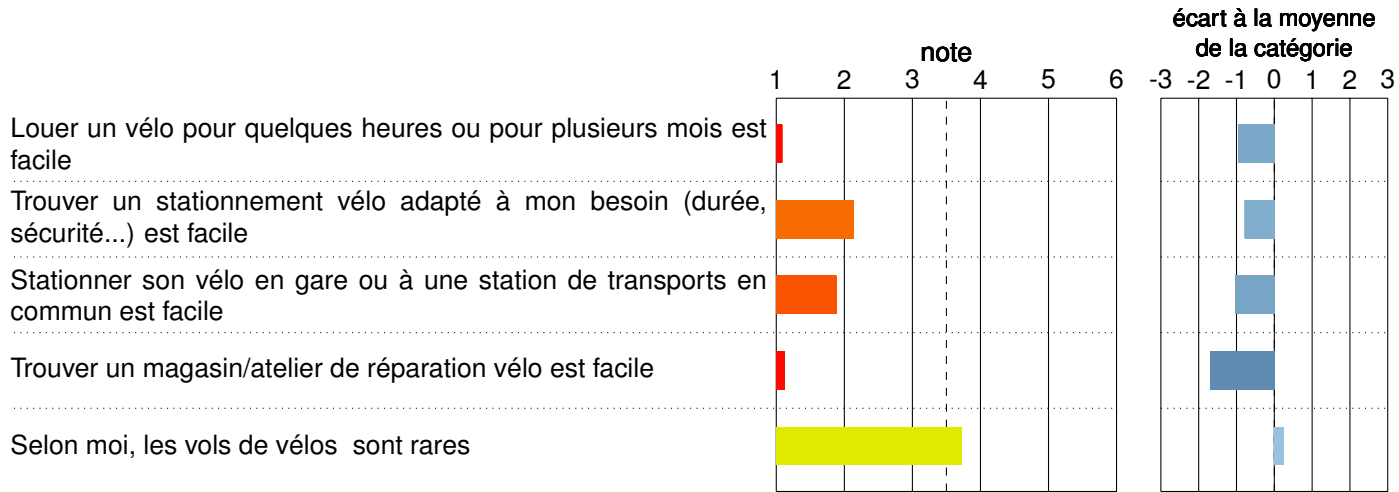 écart à la moyenne
de la catégorie
note
1 2 3 4 5 6
-3 -2 -1 0 1 2 3
Louer un vélo pour quelques heures ou pour plusieurs mois est
facile
Trouver un stationnement vélo adapté à mon besoin (durée,
sécurité...) est facile
Stationner son vélo en gare ou à une station de transports en
commun est facile
Trouver un magasin/atelier de réparation vélo est facile
Selon moi, les vols de vélos sont rares